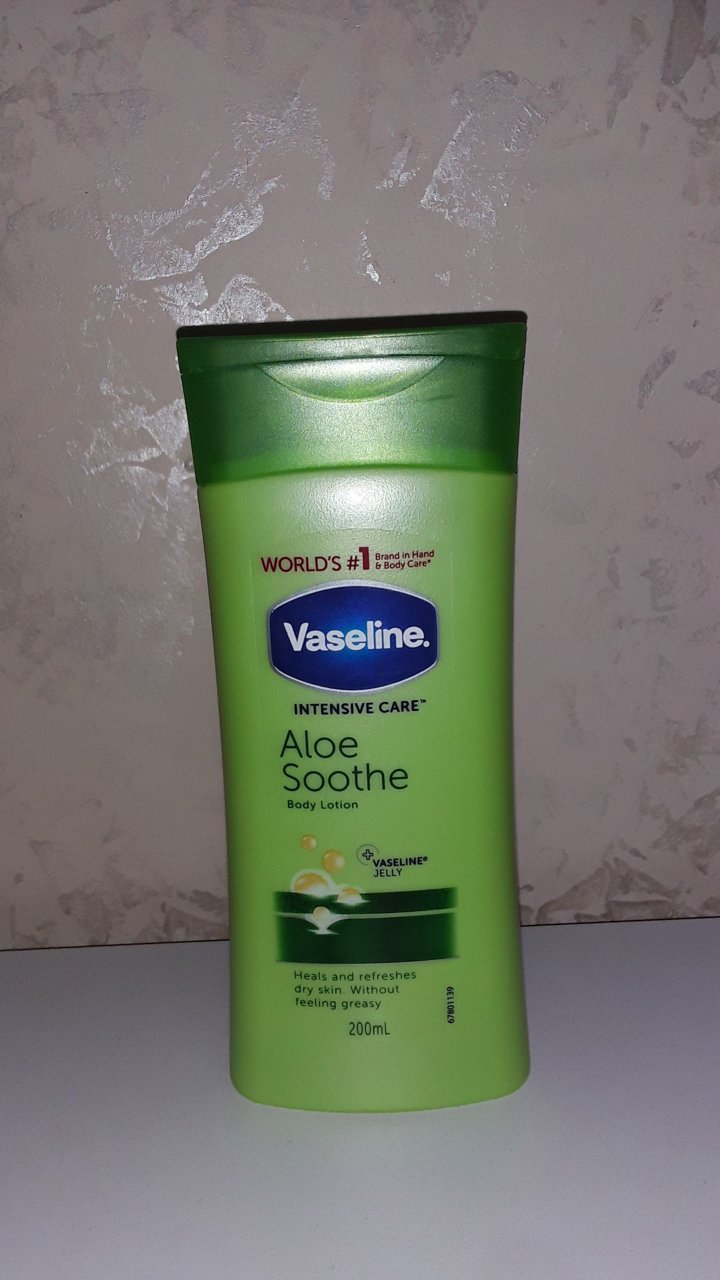 WORLD'S #1 Brand in Hand
& Body Care*
Vaseline.
INTENSIVE CARE™
Aloe
Soothe
Body Lotion
+ VASELINE®
JELLY
Heals and refreshes
dry skin. Without
feeling greasy
67801139
200mL